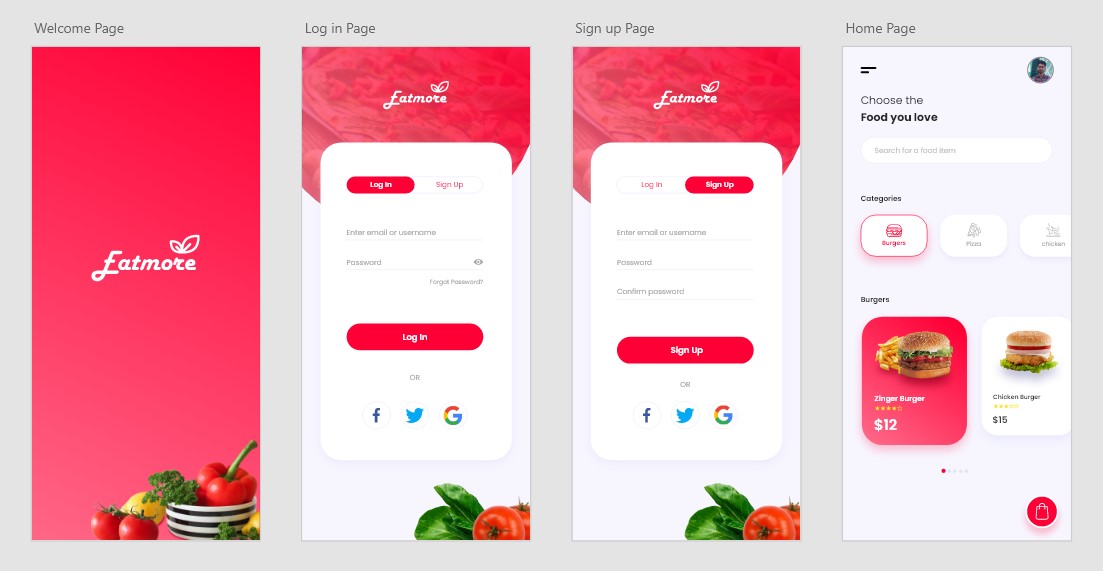 Welcome Page
Eatmore
Log in Page
Eatmore
Log In
Sign Up
Enter email or username
Password
Forgot Password?
Log In
OR
Sign up Page
Eatmore
Log In
Sign Up
Enter email or username
Password
Confirm password
Sign Up
OR
Home Page
Choose the
Food you love
Search for a food item
Categories
Burgers
Pizza
chicken
Burgers
Zinger Burger
$12
Chicken Burger
$15